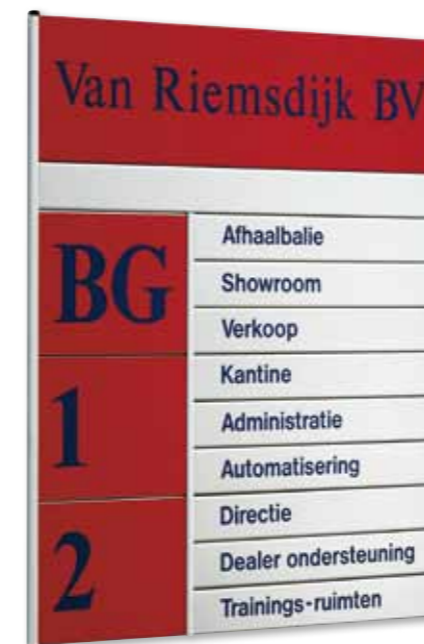 Van Riemsdijk BV
BG
Afhaalbalie
Showroom
Verkoop
1
Kantine
Administratie
Automatisering
2
Directie
Dealer ondersteuning
Trainings-ruimten